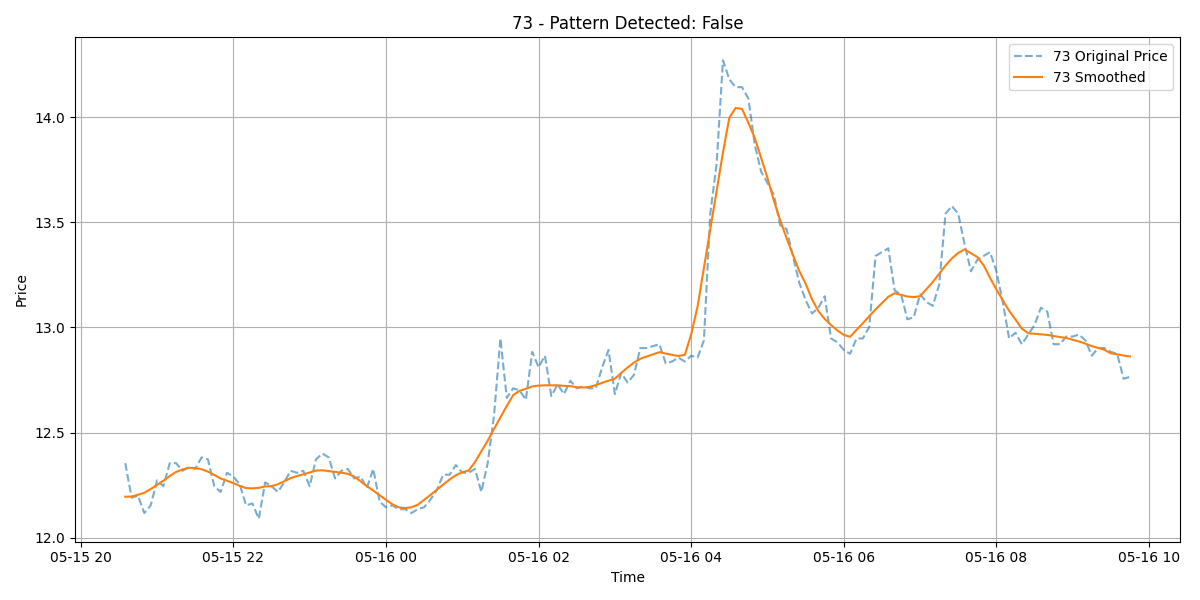 73 - Pattern Detected: False
73 Original Price
73 Smoothed
14.0
13.5
13.0
12.5
12.0
Price
05-15 20 05-15 22 05-16 00 05-16 02 05-16 04 05-16 06 05-16 08 05-16 10
Time